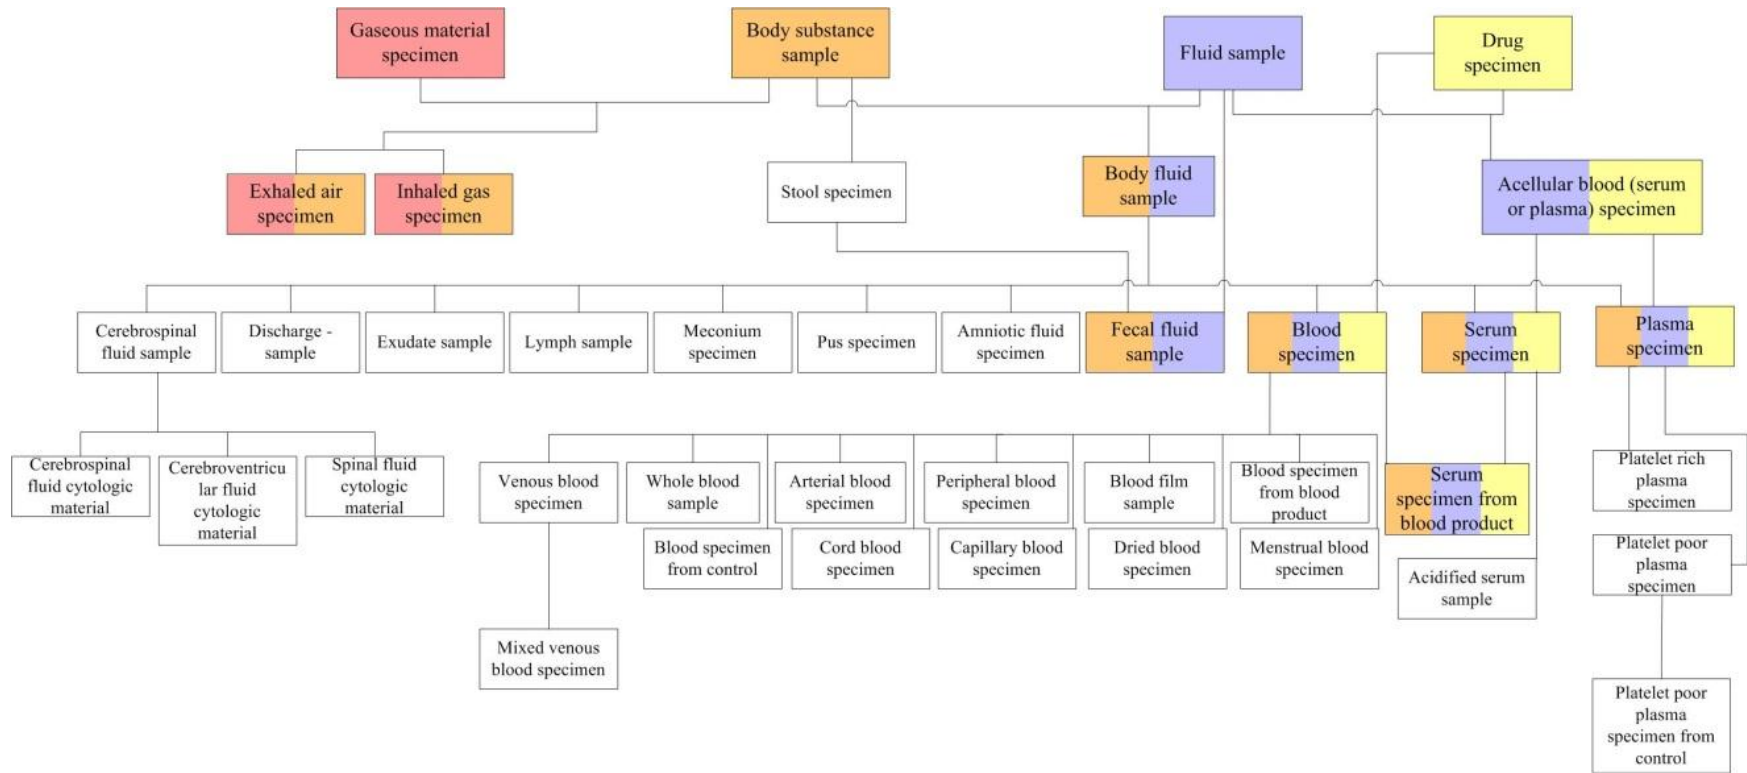 Gaseous material
specimen
Body substance
sample
Fluid sample
Drug
specimen
Exhaled air
specimen
Inhaled gas
specimen
Stool specimen
Body fluid
sample
Acellular blood (serum
or plasma) specimen
Cerebrospinal
fluid sample
Discharge -
sample
Exudate sample
Lymph sample
Meconium
specimen
Pus specimen
Amniotic fluid
specimen
Fecal fluid
sample
Blood
specimen
Serum
specimen
Plasma
specimen
Cerebrospinal
fluid cytologic
material
Cerebroventricu
lar fluid
cytologic
material
Spinal fluid
cytologic
material
Venous blood
specimen
Whole blood
sample
Arterial blood
specimen
Peripheral blood
specimen
Blood film
sample
Blood specimen
from blood
product
Serum
specimen from
blood product
Platelet rich
plasma
specimen
Blood specimen
from control
Cord blood
specimen
Capillary blood
specimen
Dried blood
specimen
Menstrual blood
specimen
Acidified serum
sample
Platelet poor
plasma
specimen
Mixed venous
blood specimen
Platelet poor
plasma
specimen from
control